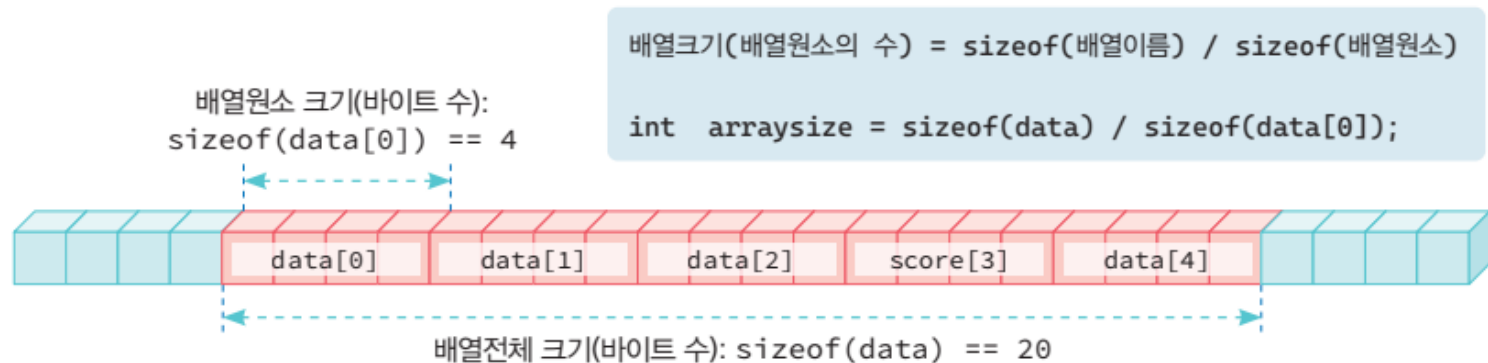 배열크기(배열원소의 수) = sizeof(배열이름) / sizeof(배열원소)
int arraysize = sizeof(data) / sizeof(data[0]);
배열원소 크기(바이트 수):
sizeof(data[0]) == 4
data[0] data[1] data[2] score[3] data[4]
배열전체 크기(바이트 수): sizeof(data) == 20